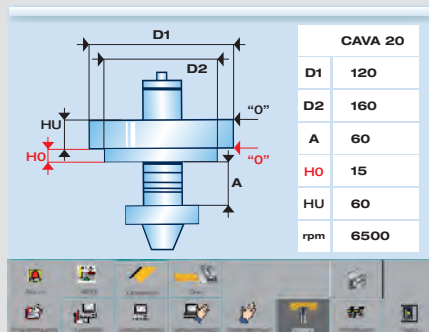 D1
D2
"0"
HU
H0
"0"
A
CAVA 20
D1 120
D2 160
A 60
H0 15
HU 60
rpm 6500